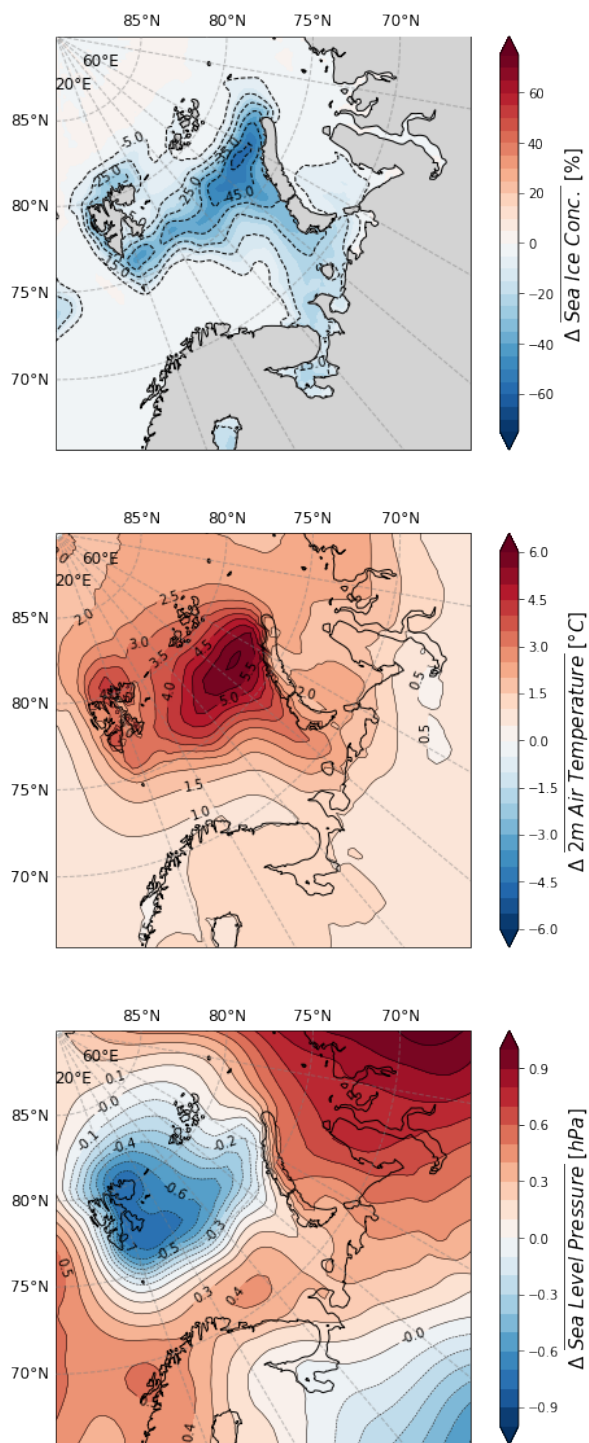 85°N 80°N 75°N 70°N
60°E
20°E
85°N
80°N
75°N
70°N
-5.0
-25.0
-25.0
-45.0
-15.0
60
40
20
0
−20
−40
−60
Δ Sea Ice Conc. [%]
85°N 80°N 75°N 70°N
60°E
20°E
85°N
80°N
75°N
70°N
2.0
2.5
3.0
3.5
4.5
4.0
5.0
5.5
2.0
0.5
0.5
1.5
1.0
6.0
4.5
3.0
1.5
0.0
−1.5
−3.0
−4.5
−6.0
Δ 2m Air Temperature [°C]
85°N 80°N 75°N 70°N
60°E
20°E
85°N
80°N
75°N
70°N
0.1
-0.0
-0.1
-0.4
-0.2
-0.6
-0.5
0.3
0.5
0.3
0.4
-0.0
0.4
0.9
0.6
0.3
0.0
−0.3
−0.6
−0.9
Δ Sea Level Pressure [hPa]